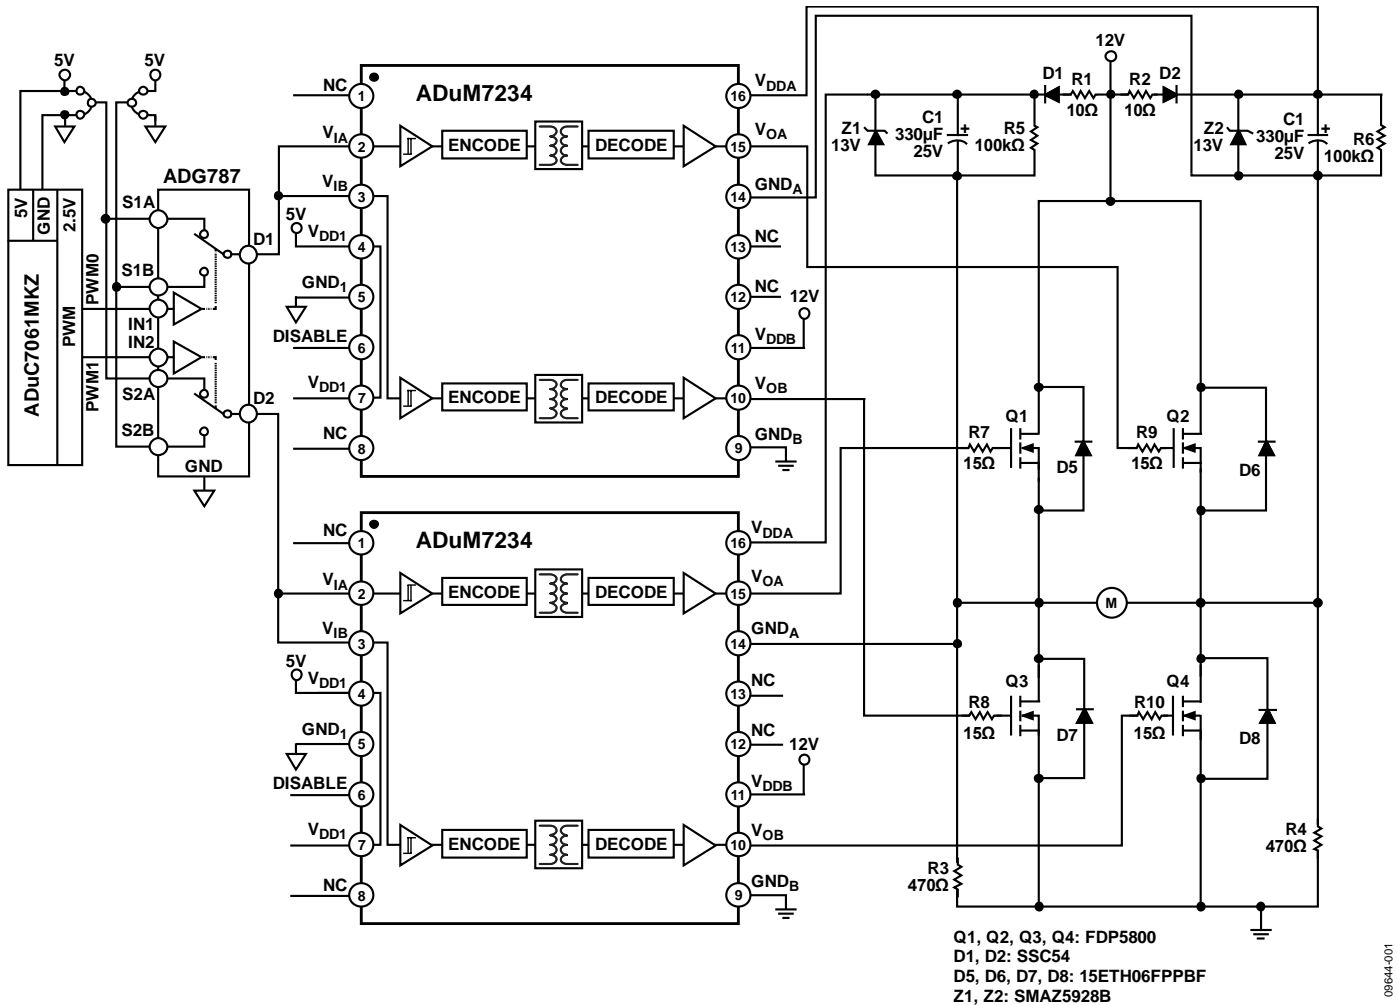 5V
5V
5V
GND
2.5V
ADuC7061MKZ
PWM
PWM0
PWM1
ADG787
S1A
S1B
IN1
IN2
S2A
S2B
GND
D1
D2
ADuM7234
NC
1
VIA
2
VIB
3
5V
VDD1
4
GND1
5
DISABLE
6
VDD1
7
NC
8
ENCODE
DECODE
ENCODE
DECODE
16
VDDA
15
VOA
14
GNDA
13
NC
12
NC
12V
11
VDDB
10
VOB
9
GNDB
ADuM7234
NC
1
VIA
2
VIB
3
5V
VDD1
4
GND1
5
DISABLE
6
VDD1
7
NC
8
ENCODE
DECODE
ENCODE
DECODE
16
VDDA
15
VOA
14
GNDA
13
NC
12
NC
12V
11
VDDB
10
VOB
9
GNDB
12V
D1
R1
10Ω
R2
10Ω
D2
Z1
13V
C1
330µF
25V
+
R5
100kΩ
Z2
13V
C1
330µF
25V
+
R6
100kΩ
Q1
R7
15Ω
D5
Q2
R9
15Ω
D6
M
Q3
R8
15Ω
D7
Q4
R10
15Ω
D8
R3
470Ω
R4
470Ω
Q1, Q2, Q3, Q4: FDP5800
D1, D2: SSC54
D5, D6, D7, D8: 15ETH06FPPBF
Z1, Z2: SMAZ5928B
09644-001